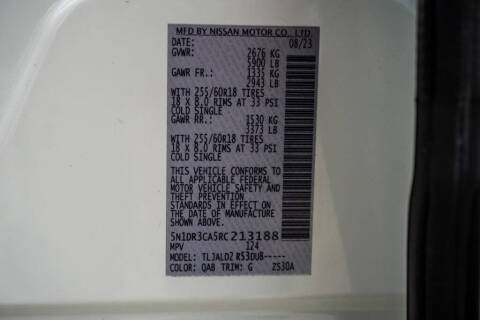 MFD BY NISSAN MOTOR CO., LTD.
DATE: 08/23
GVWR: 2676 KG
5900 LB
GAWR FR.: 1335 KG
2943 LB
WITH 255/60R18 TIRES
18 X 8.0 RIMS AT 33 PSI
COLD SINGLE
GAWR RR.: 1530 KG
3373 LB
WITH 255/60R18 TIRES
18 X 8.0 RIMS AT 33 PSI
COLD SINGLE
THIS VEHICLE CONFORMS TO
ALL APPLICABLE FEDERAL
MOTOR VEHICLE SAFETY AND
THEFT PREVENTION
STANDARDS IN EFFECT ON
THE DATE OF MANUFACTURE
SHOWN ABOVE.
5N1DR3CA5RC213188
MPV 124
MODEL: TLJALD2 R53DU8-----
COLOR: QAB TRIM: G ZS30A